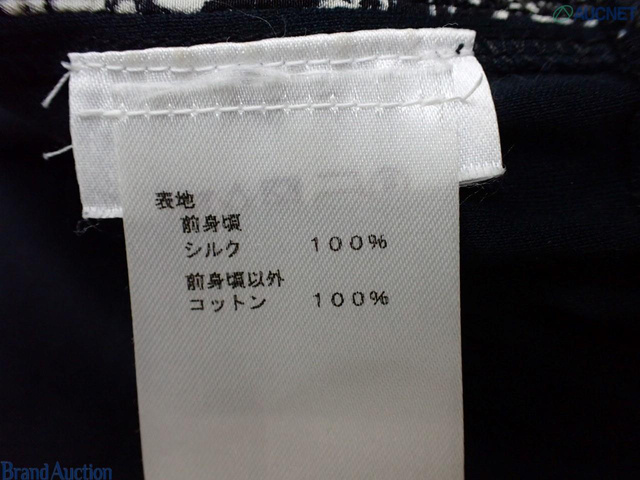 AUCNET
表地
前身頃
シルク 100%
前身頃以外
コットン 100%
Brand Auction